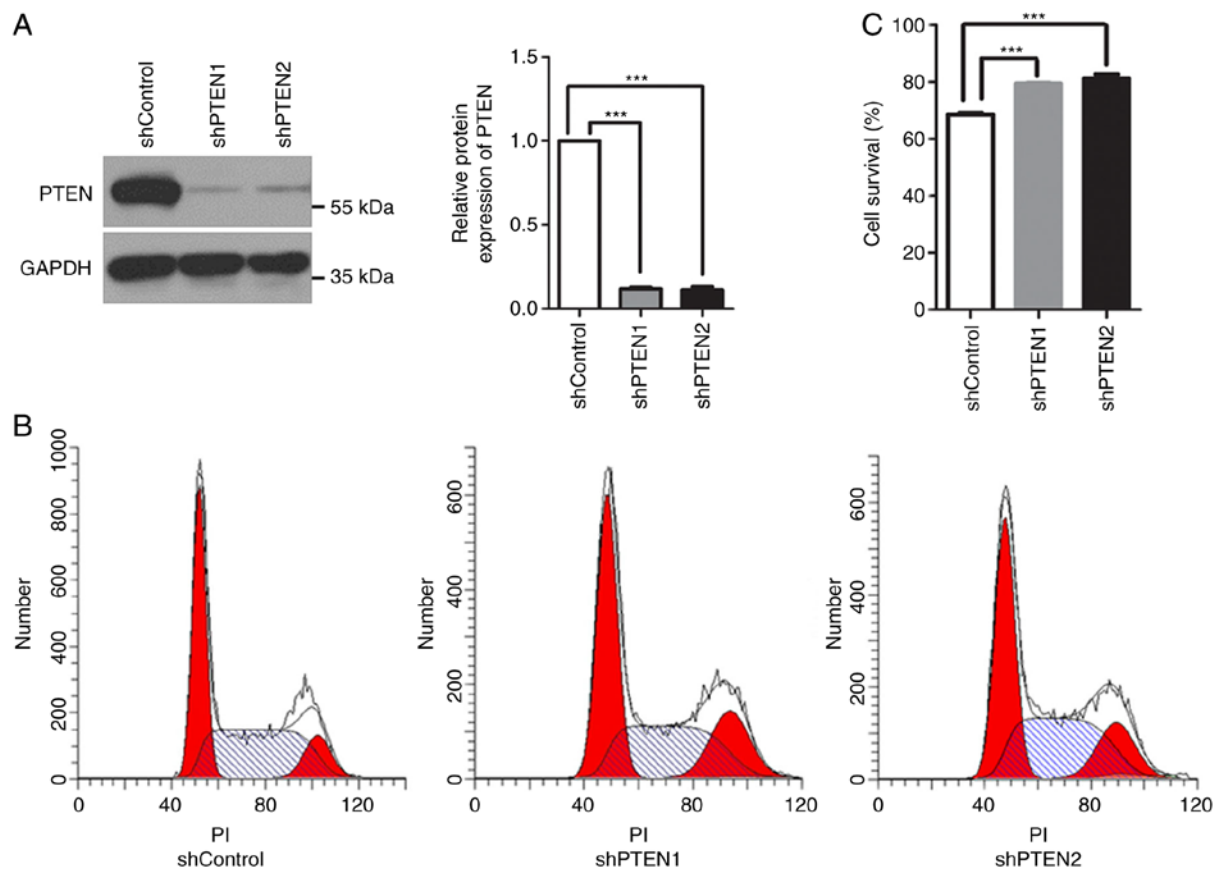 A
shControl
shPTEN1
shPTEN2
PTEN
55 kDa
GAPDH
35 kDa
Relative protein
expression of PTEN
1.5
1.0
0.5
0.0
***
***
shControl
shPTEN1
shPTEN2
C
Cell survival (%)
100
80
60
40
20
0
***
***
shControl
shPTEN1
shPTEN2
B
Number
1000
800
600
400
200
0
0 40 80 120
PI
shControl
Number
600
400
200
0
0 40 80 120
PI
shPTEN1
Number
600
400
200
0
0 40 80 120
PI
shPTEN2